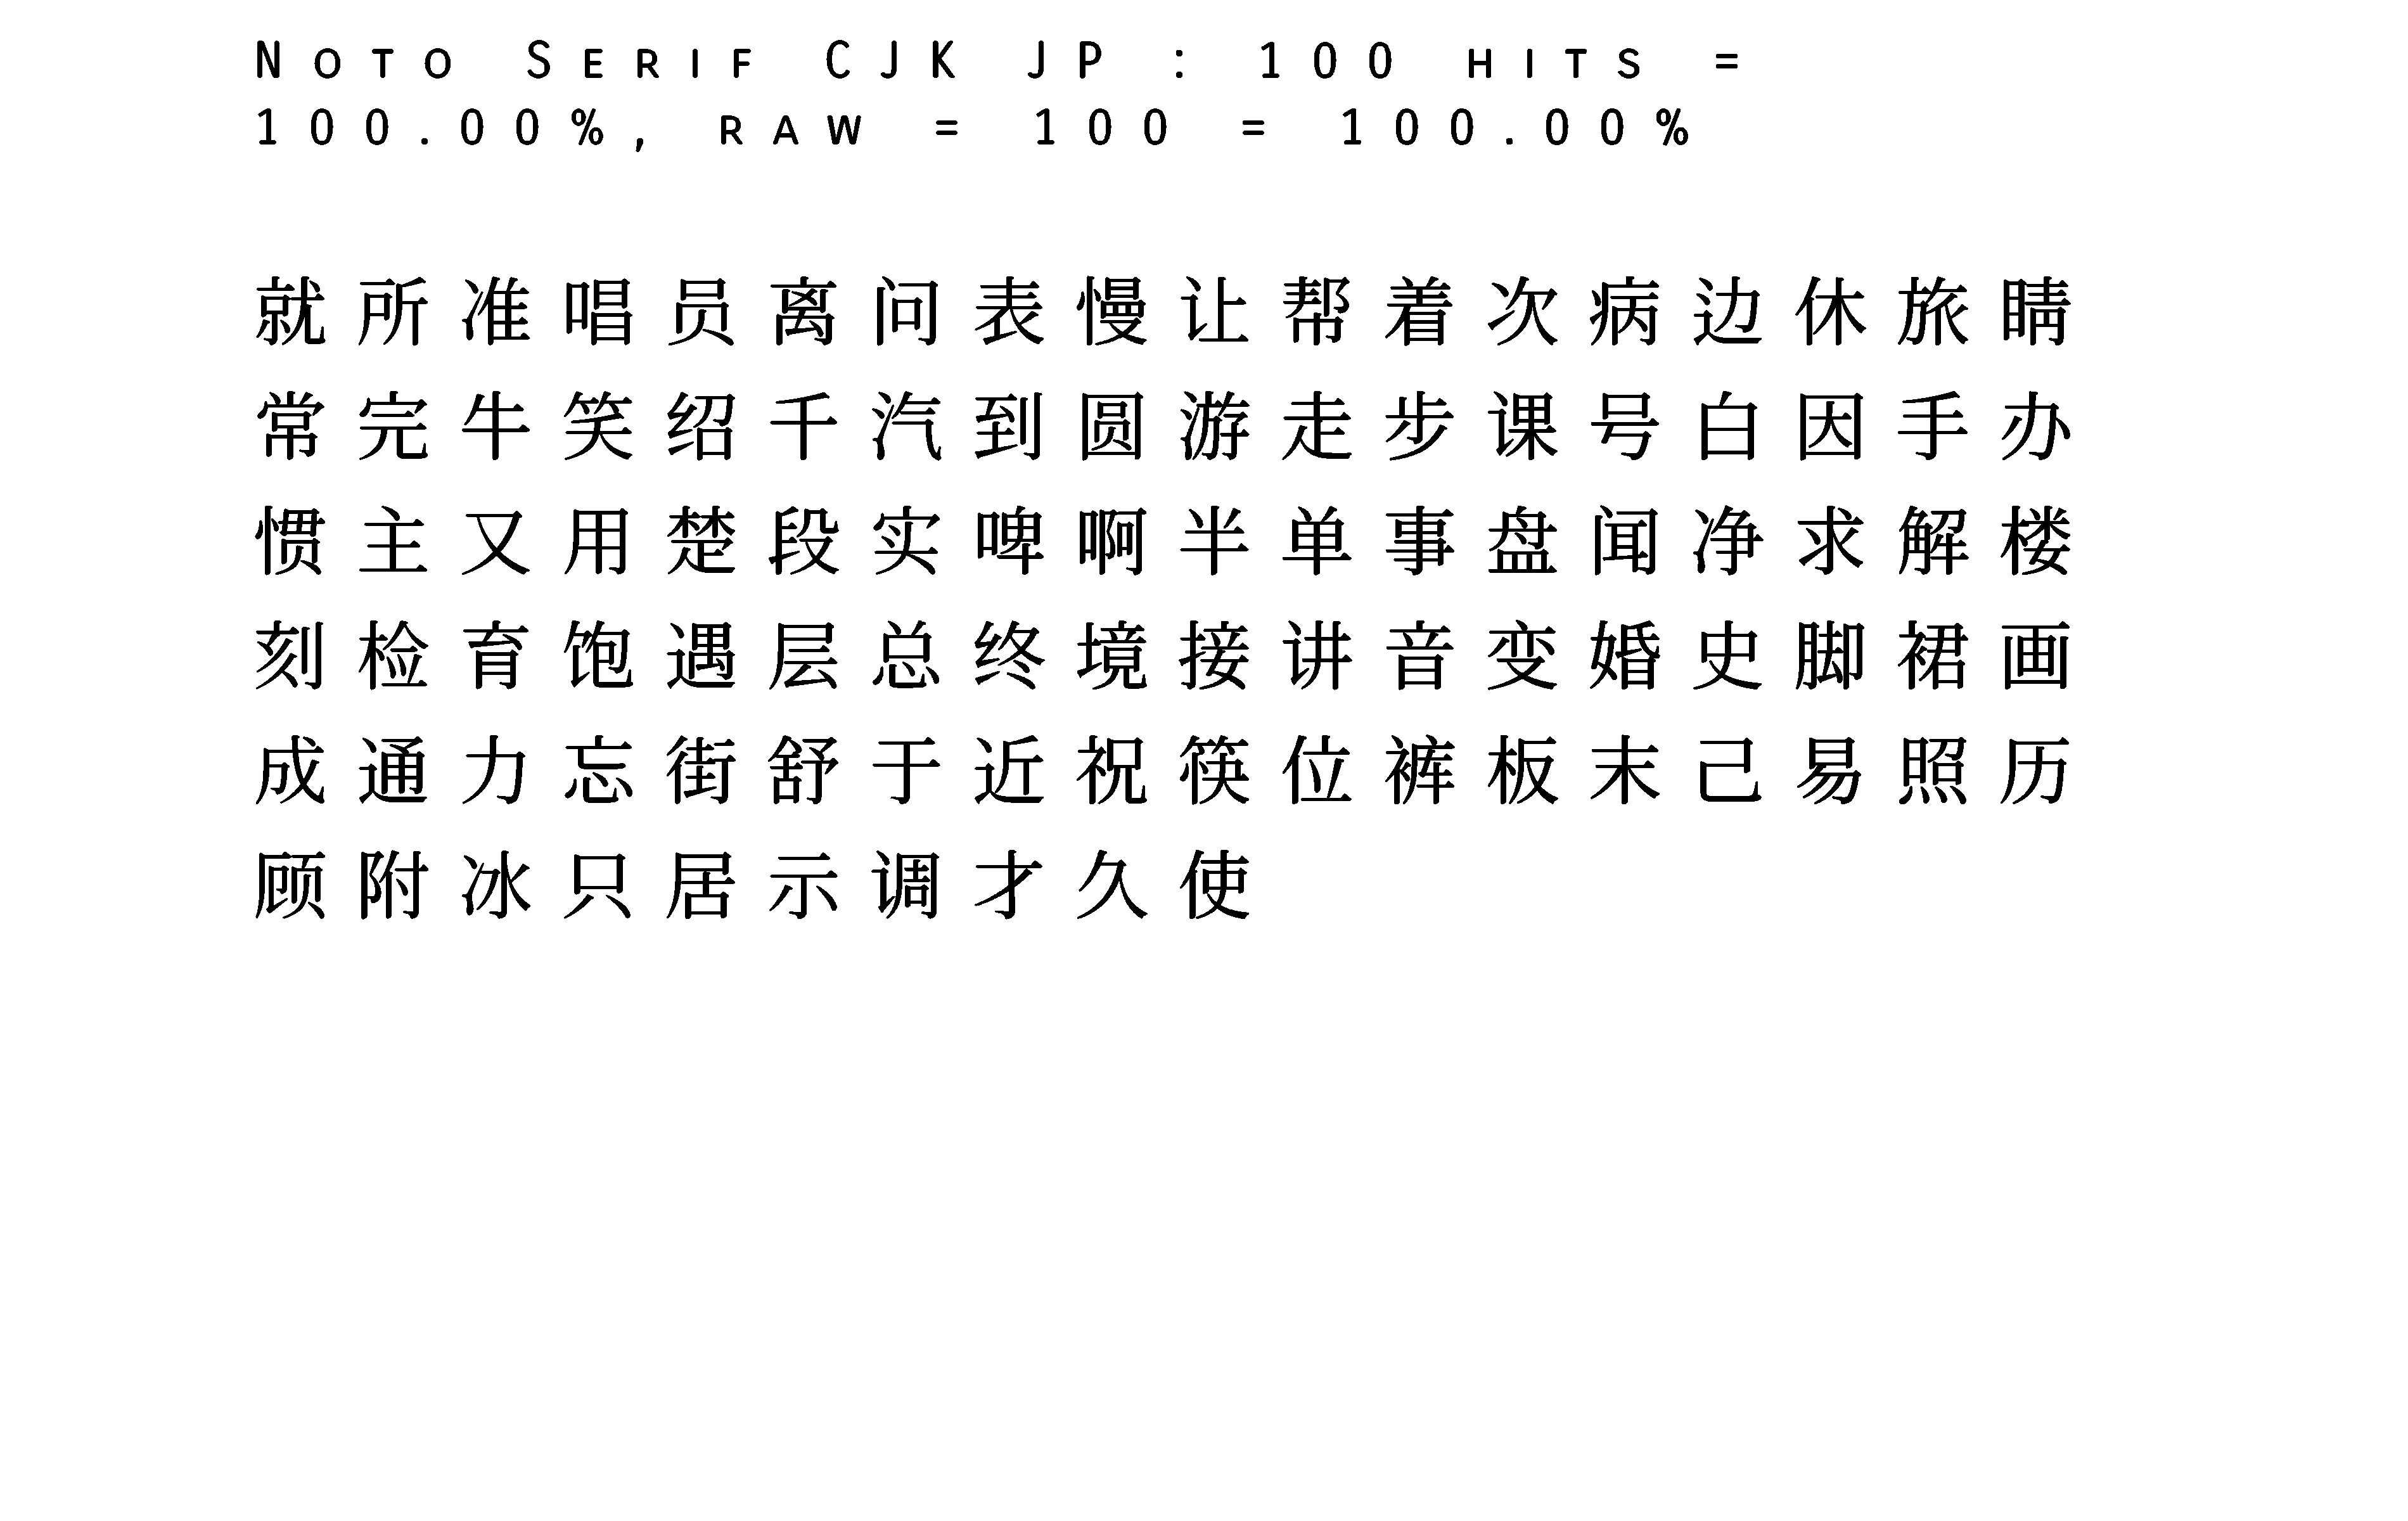 Noto Serif CJK JP : 100 hits =
100.00%, raw = 100 = 100.00%
就所准唱员离问表慢让帮着次病边休旅睛
常完牛笑绍千汽到圆游走步课号白因手办
惯主又用楚段实啤啊半单事盘闻净求解楼
刻检育饱遇层总终境接讲音变婚史脚裙画
成通力忘街舒于近祝筷位裤板末己易照历
顾附冰只居示调才久使